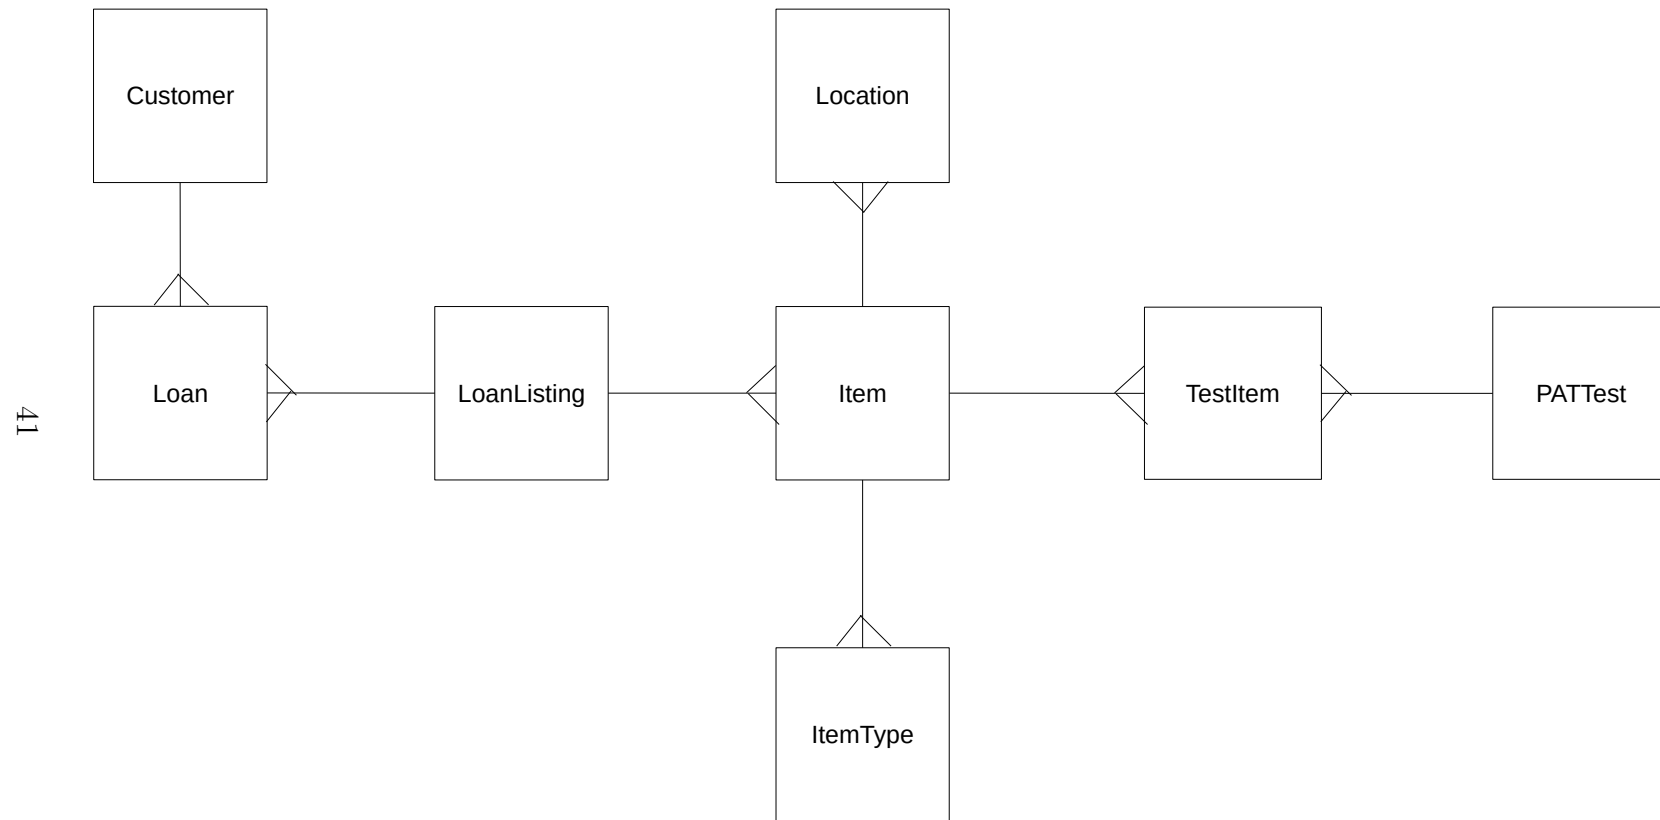 Customer
Location
Loan
LoanListing
Item
TestItem
PATTest
41
ItemType